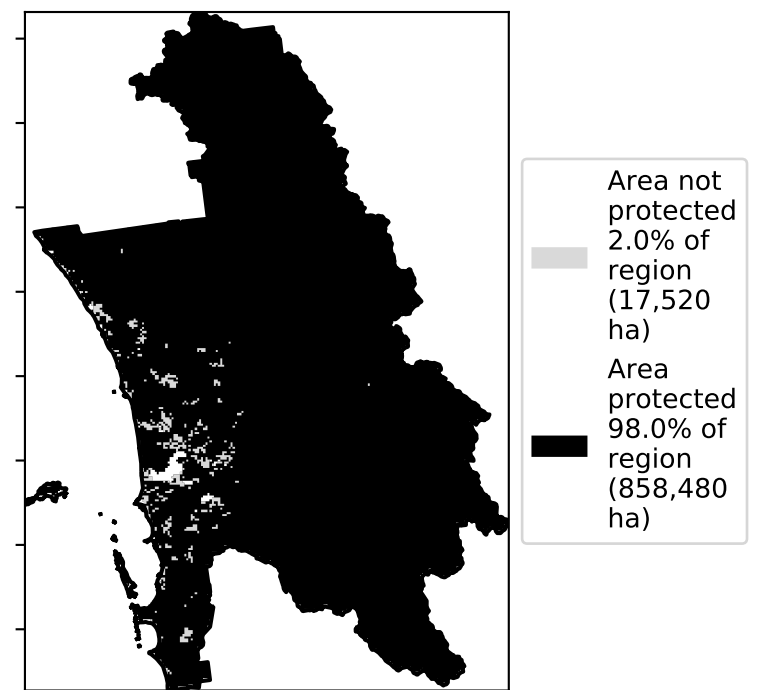 Area not
protected
2.0% of
region
(17,520
ha)
Area
protected
98.0% of
region
(858,480
ha)